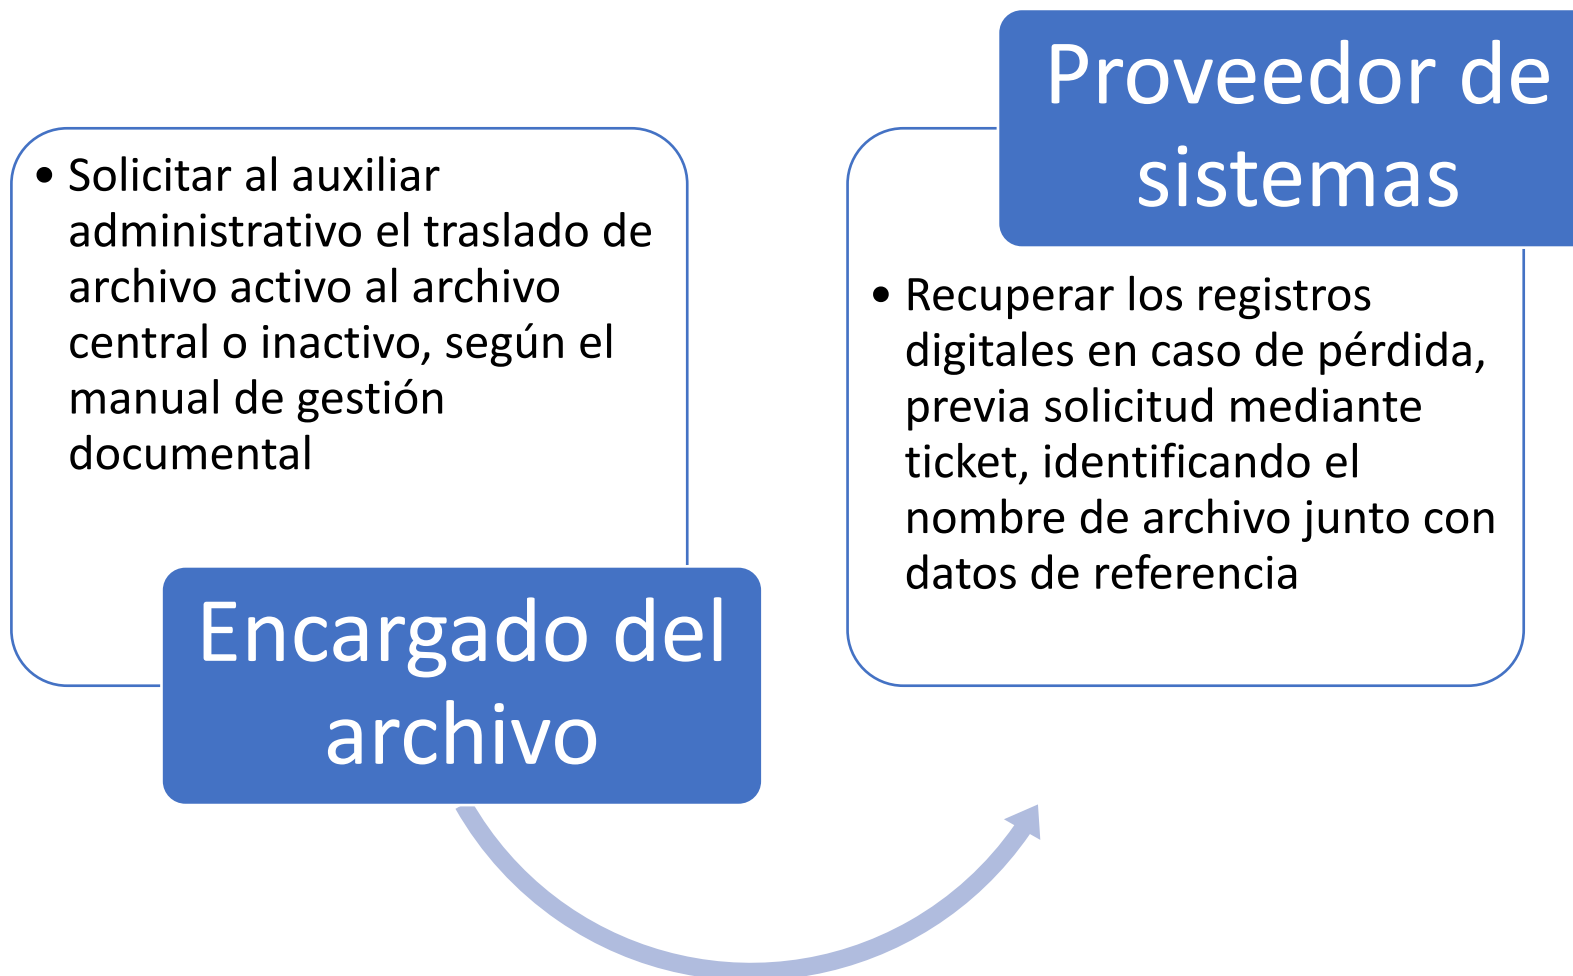 • Solicitar al auxiliar
administrativo el traslado de
archivo activo al archivo
central o inactivo, según el
manual de gestión
documental
Encargado del
archivo
Proveedor de
sistemas
• Recuperar los registros
digitales en caso de pérdida,
previa solicitud mediante
ticket, identificando el
nombre de archivo junto con
datos de referencia